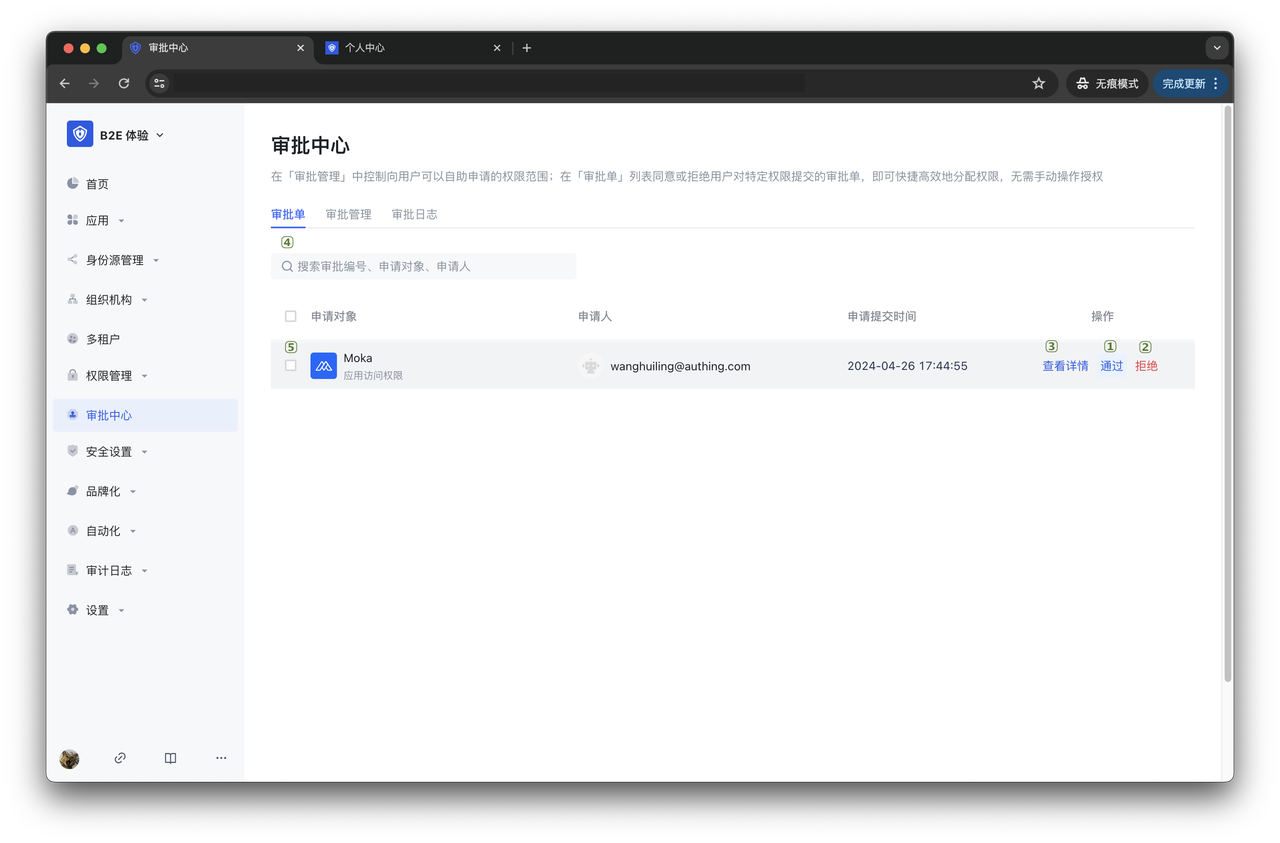 审批中心
个人中心
无痕模式
完成更新
B2E 体验
首页
应用
身份源管理
组织机构
多租户
权限管理
审批中心
安全设置
品牌化
自动化
审计日志
设置
审批中心
在「审批管理」中控制向用户可以自助申请的权限范围；在「审批单」列表同意或拒绝用户对特定权限提交的审批单，即可快捷高效地分配权限，无需手动操作授权
审批单 审批管理 审批日志
④
搜索审批编号、申请对象、申请人
申请对象 申请人 申请提交时间 操作
⑤ ③ ① ②
Moka
应用访问权限
wanghuiling@authing.com 2024-04-26 17:44:55 查看详情 通过 拒绝